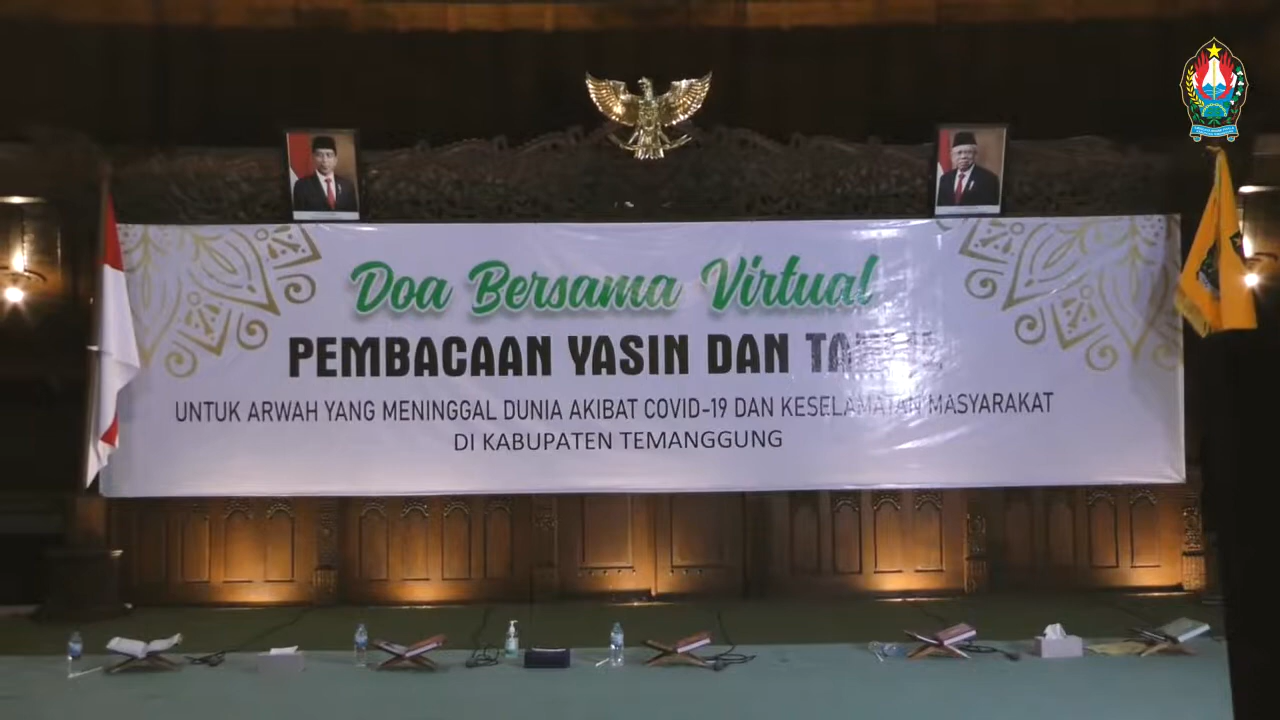 Doa Bersama Virtual
PEMBACAAN YASIN DAN
UNTUK ARWAH YANG MENINGGAL DUNIA AKIBAT COVID-19 DAN KESELAMATAN MASYARAKAT
DI KABUPATEN TEMANGGUNG